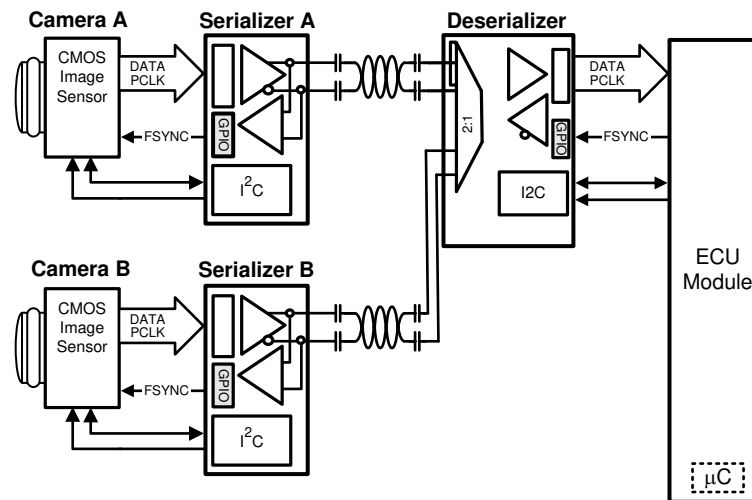 Camera A
Serializer A
Deserializer
CMOS
Image
Sensor
DATA
PCLK
FSYNC
GPIO
I²C
2:1
DATA
PCLK
GPIO
FSYNC
I2C
ECU
Module
Camera B
Serializer B
CMOS
Image
Sensor
DATA
PCLK
FSYNC
GPIO
I²C
μC